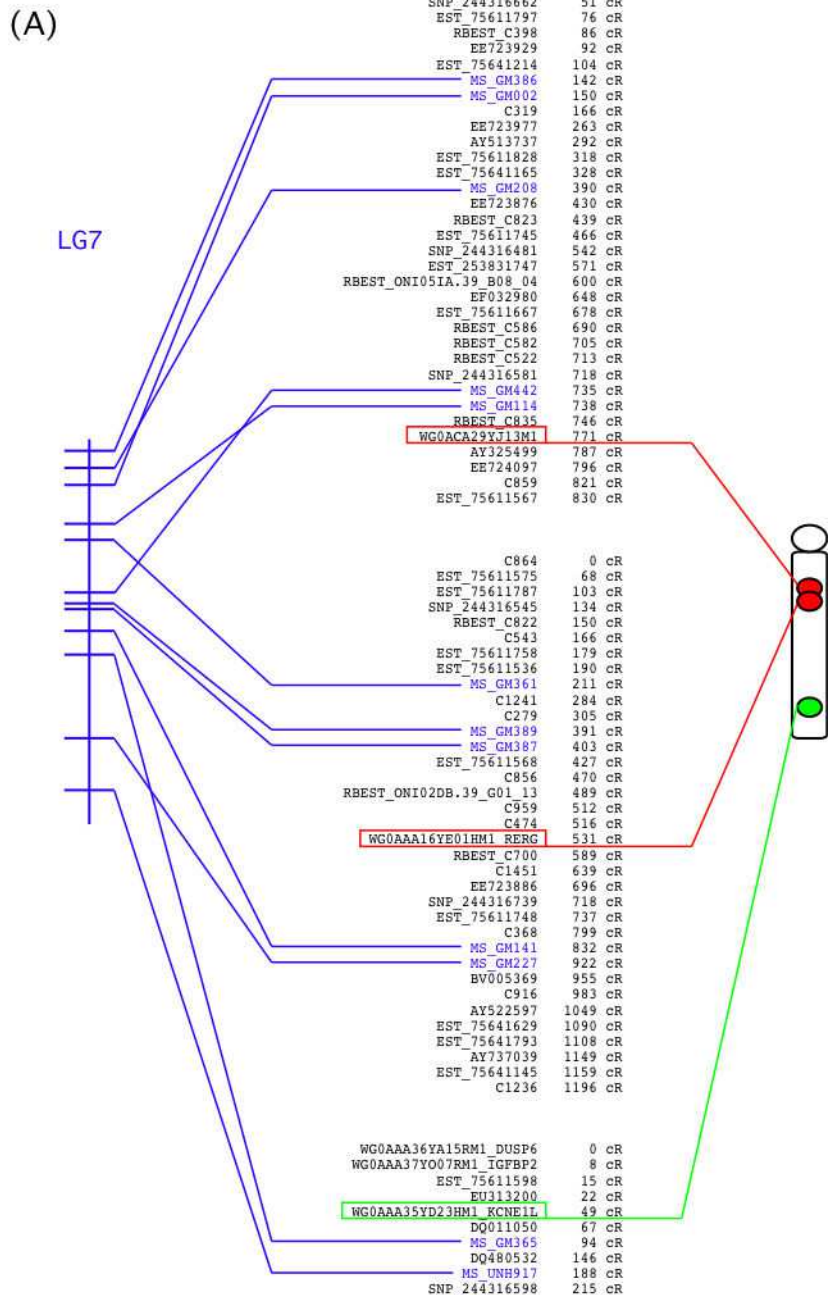 (A)
SNP_244316662 51 cR
EST_75611797 76 cR
RBEST_C398 86 cR
EE723929 92 cR
EST_75641214 104 cR
MS_GM386 142 cR
MS_GM002 150 cR
C319 166 cR
EE723977 263 cR
AY513737 292 cR
EST_75611828 318 cR
EST_75641165 328 cR
MS_GM208 390 cR
EE723876 430 cR
RBEST_C823 439 cR
LG7
EST_75611745 466 cR
SNP_244316481 542 cR
EST_253831747 571 cR
RBEST_ONI05IA.39_B08_04 600 cR
EF032980 648 cR
EST_75611667 678 cR
RBEST_C586 690 cR
RBEST_C582 705 cR
RBEST_C522 713 cR
SNP_244316581 718 cR
MS_GM442 735 cR
MS_GM114 738 cR
RBEST_C835 746 cR
WG0ACA29YJ13M1 771 cR
AY325499 787 cR
EE724097 796 cR
C859 821 cR
EST_75611567 830 cR
C864 0 cR
EST_75611575 68 cR
EST_75611787 103 cR
SNP_244316545 134 cR
RBEST_C822 150 cR
C543 166 cR
EST_75611758 179 cR
EST_75611536 190 cR
MS_GM361 211 cR
C1241 284 cR
C279 305 cR
MS_GM389 391 cR
MS_GM387 403 cR
EST_75611568 427 cR
C856 470 cR
RBEST_ONI02DB.39_G01_13 489 cR
C959 512 cR
C474 516 cR
WG0AAA16YE01HM1_RERG 531 cR
RBEST_C700 589 cR
C1451 639 cR
EE723886 696 cR
SNP_244316739 718 cR
EST_75611748 737 cR
C368 799 cR
MS_GM141 832 cR
MS_GM227 922 cR
BV005369 955 cR
C916 983 cR
AY522597 1049 cR
EST_75641629 1090 cR
EST_75641793 1108 cR
AY737039 1149 cR
EST_75641145 1159 cR
C1236 1196 cR
WG0AAA36YA15RM1_DUSP6 0 cR
WG0AAA37YO07RM1_IGFBP2 8 cR
EST_75611598 15 cR
EU313200 22 cR
WG0AAA35YD23HM1_KCNE1L 49 cR
DQ011050 67 cR
MS_GM365 94 cR
DQ480532 146 cR
MS_UNH917 188 cR
SNP_244316598 215 cR